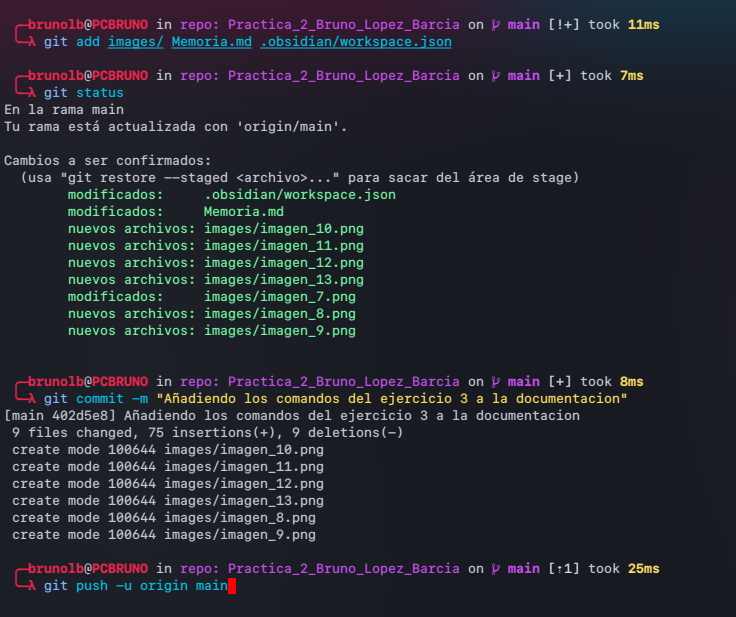 brunolb@PCBRUNO in repo: Practica_2_Bruno_Lopez_Barcia on main [!+] took 11ms
λ git add images/ Memoria.md .obsidian/workspace.json
brunolb@PCBRUNO in repo: Practica_2_Bruno_Lopez_Barcia on main [+] took 7ms
λ git status
En la rama main
Tu rama está actualizada con 'origin/main'.
Cambios a ser confirmados:
(usa "git restore --staged <archivo>..." para sacar del área de stage)
modificados: .obsidian/workspace.json
modificados: Memoria.md
nuevos archivos: images/imagen_10.png
nuevos archivos: images/imagen_11.png
nuevos archivos: images/imagen_12.png
nuevos archivos: images/imagen_13.png
modificados: images/imagen_7.png
nuevos archivos: images/imagen_8.png
nuevos archivos: images/imagen_9.png
brunolb@PCBRUNO in repo: Practica_2_Bruno_Lopez_Barcia on main [+] took 8ms
λ git commit -m "Añadiendo los comandos del ejercicio 3 a la documentacion"
[main 402d5e8] Añadiendo los comandos del ejercicio 3 a la documentacion
9 files changed, 75 insertions(+), 9 deletions(-)
create mode 100644 images/imagen_10.png
create mode 100644 images/imagen_11.png
create mode 100644 images/imagen_12.png
create mode 100644 images/imagen_13.png
create mode 100644 images/imagen_8.png
create mode 100644 images/imagen_9.png
brunolb@PCBRUNO in repo: Practica_2_Bruno_Lopez_Barcia on main [⇡1] took 25ms
λ git push -u origin main